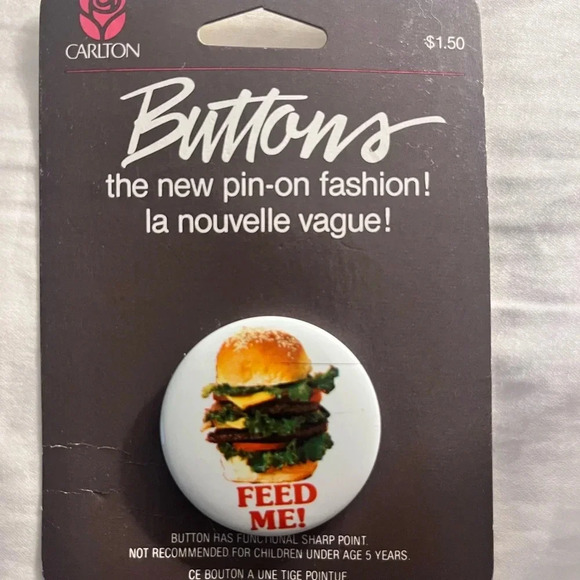 CARLTON
$1.50
Buttons
the new pin-on fashion!
la nouvelle vague!
FEED
ME!
BUTTON HAS FUNCTIONAL SHARP POINT.
NOT RECOMMENDED FOR CHILDREN UNDER AGE 5 YEARS.
CE BOUTON A UNE TIGE POINTUE